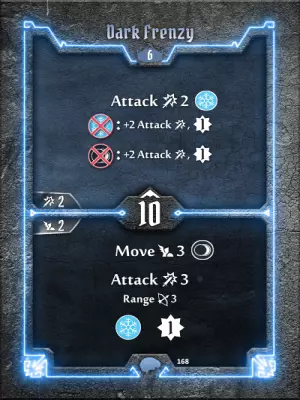 Dark Frenzy
6
Attack 2
: +2 Attack , 1
: +2 Attack , 1
2
10
2
Move 3
Attack 3
Range 3
1
168